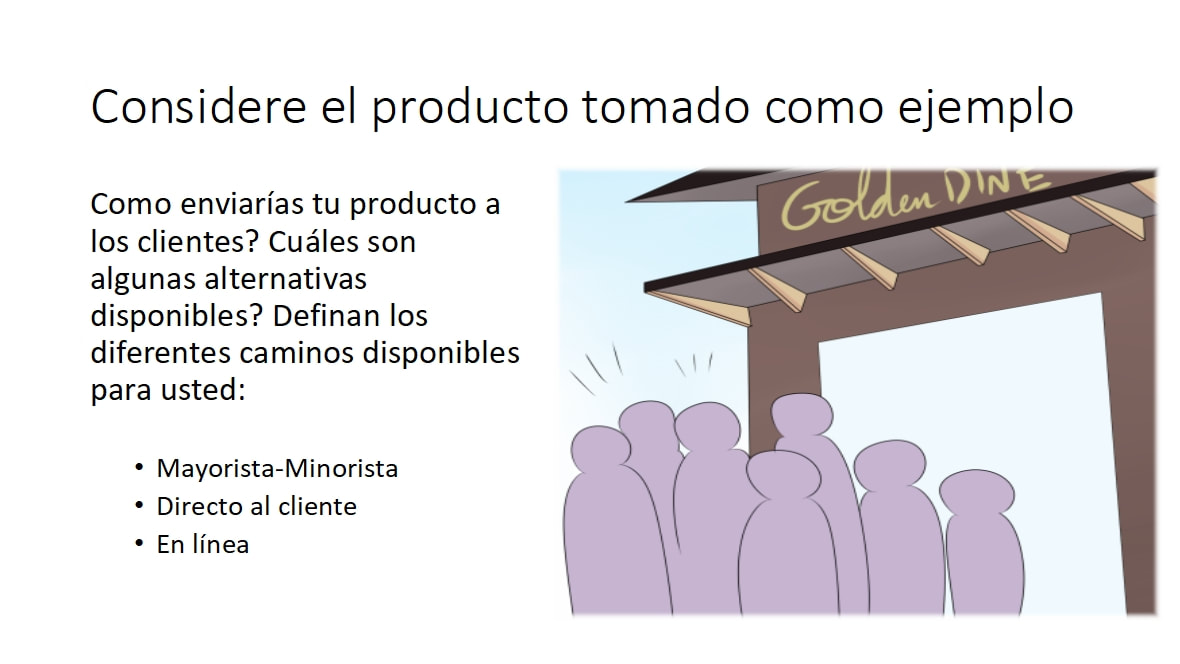 Considere el producto tomado como ejemplo
Como enviarías tu producto a
los clientes? Cuáles son
algunas alternativas
disponibles? Definan los
diferentes caminos disponibles
para usted:
• Mayorista-Minorista
• Directo al cliente
• En línea
Golden DINE